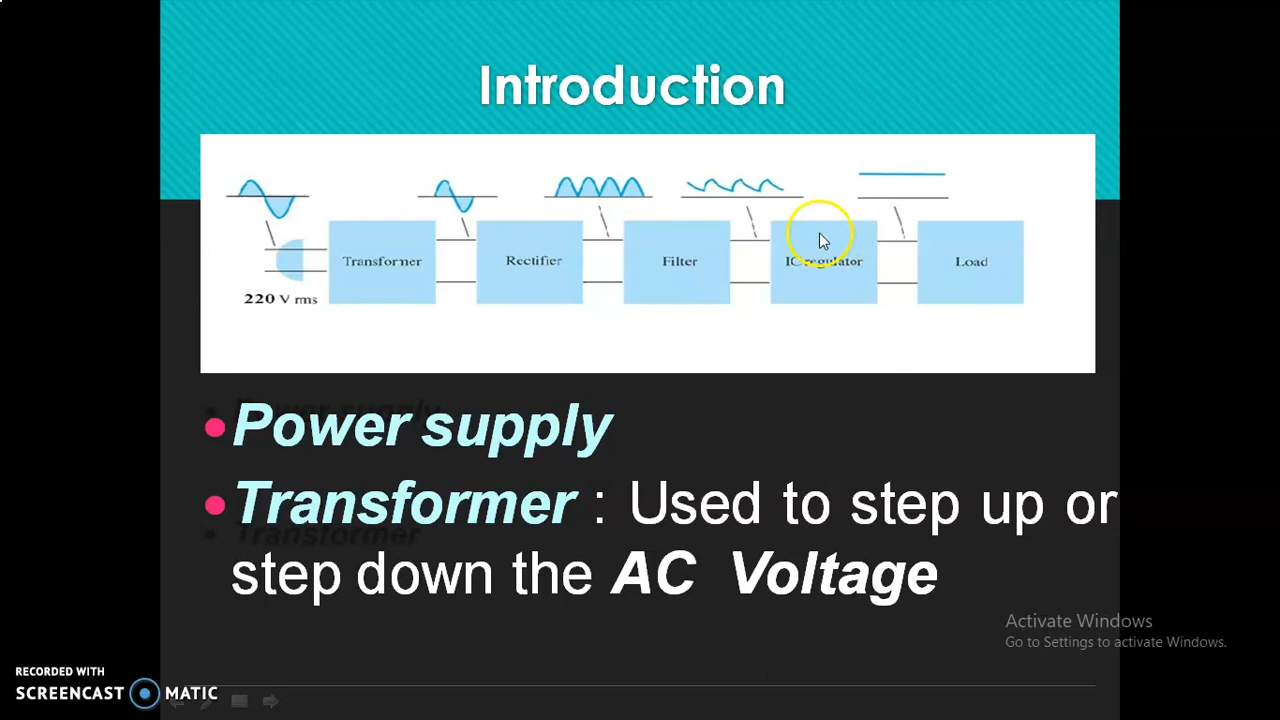 Introduction
220 V rms
Transformer
Rectifier
Filter
IC regulator
Load
Power supply
Transformer : Used to step up or
step down the AC Voltage
Activate Windows
Go to Settings to activate Windows.
RECORDED WITH
SCREENCAST MATIC